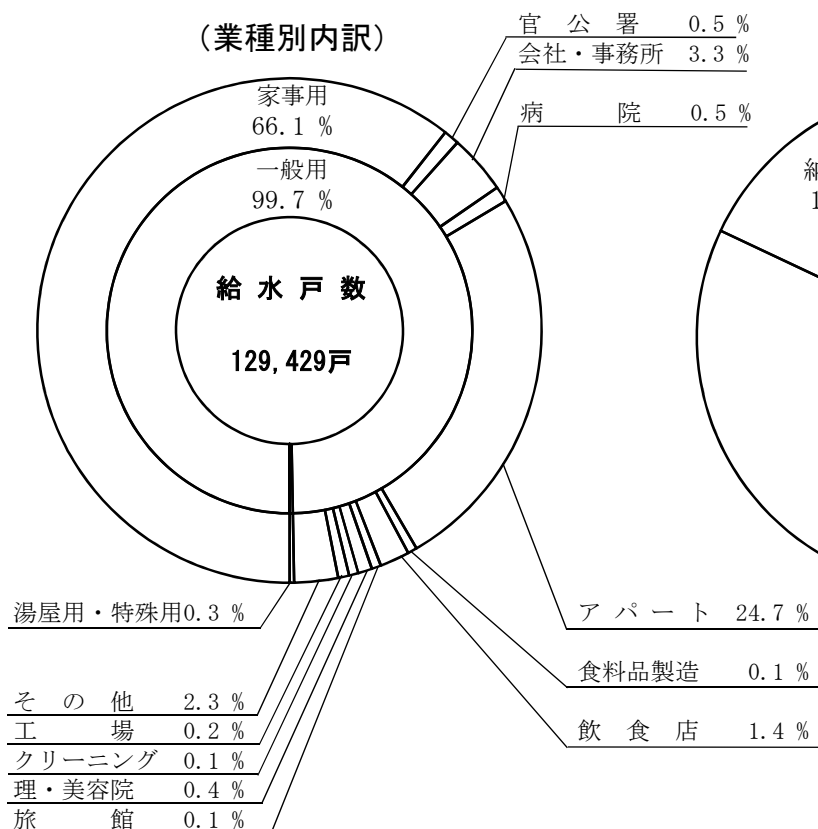 (業種別内訳)
官公署 0.5 %
会社・事務所 3.3 %
病院 0.5 %
家事用
66.1 %
一般用
99.7 %
給水戸数
129,429戸
湯屋用・特殊用0.3 %
アパート 24.7 %
食料品製造 0.1 %
飲食店 1.4 %
その他 2.3 %
工場 0.2 %
クリーニング 0.1 %
理・美容院 0.4 %
旅館 0.1 %